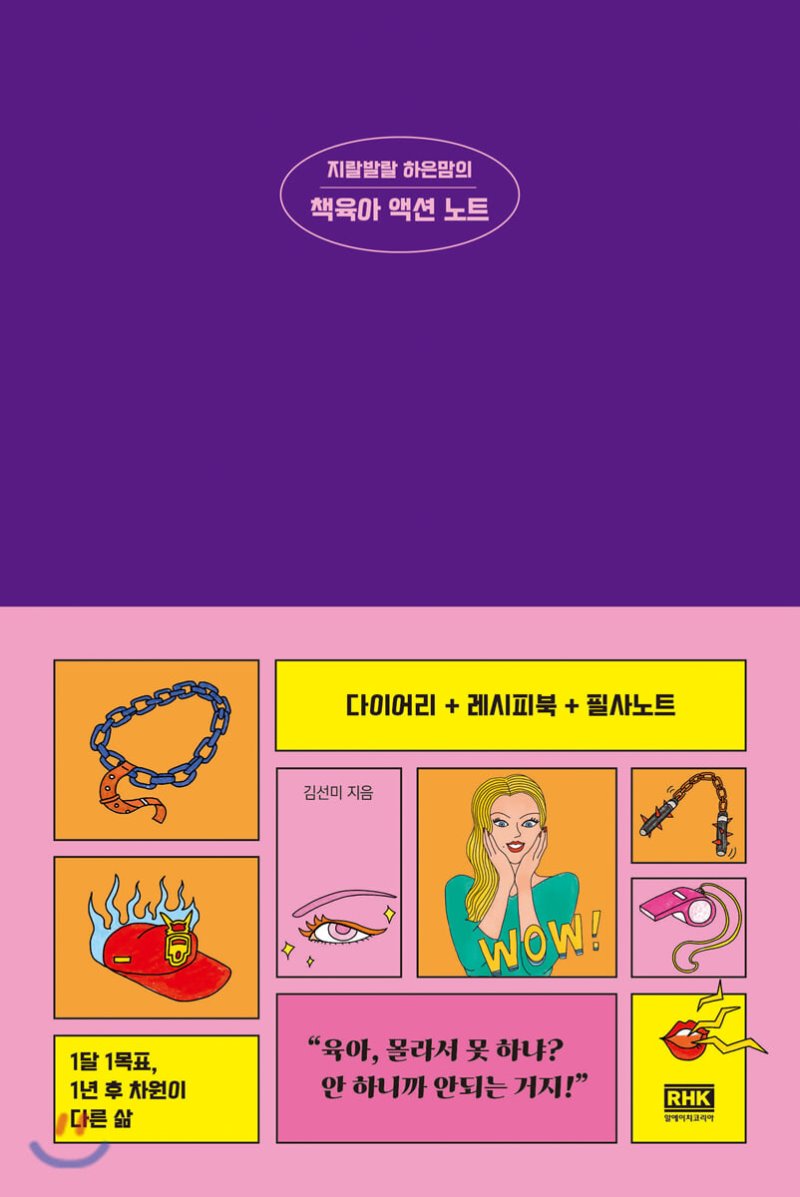 지랄발랄 하은맘의
책육아 액션 노트
다이어리 + 레시피북 + 필사노트
김선미 지음
WOW!
“육아, 몰라서 못 하냐?
안 하니까 안되는 거지!”
1달 1목표,
1년 후 차원이
다른 삶
RHK
알에이치코리아